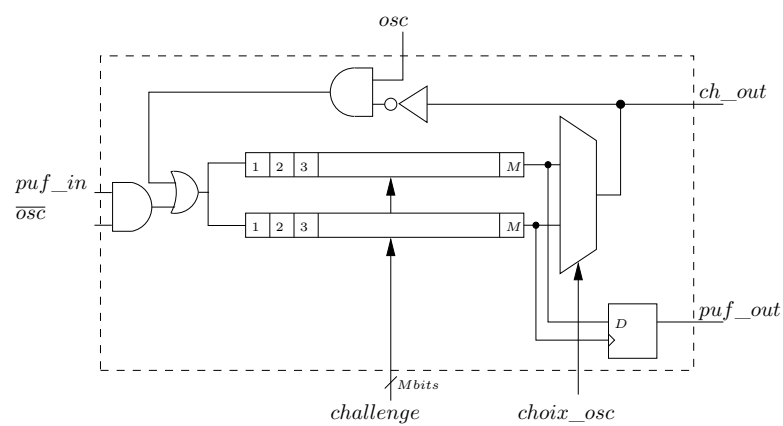 osc
ch_out
1 2 3 M
puf_in
osc
1 2 3 M
D
puf_out
Mbits
challenge
choix_osc